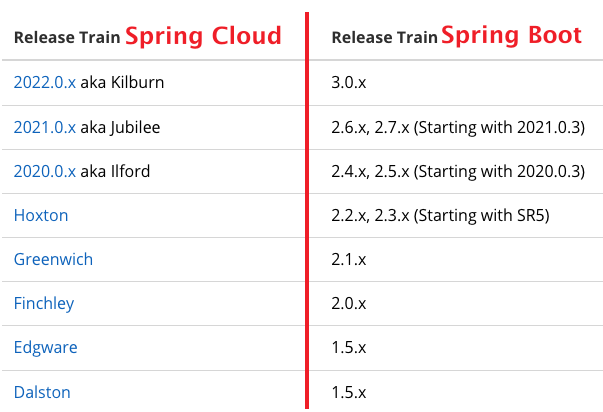 Release Train Spring Cloud Release Train Spring Boot
2022.0.x aka Kilburn 3.0.x
2021.0.x aka Jubilee 2.6.x, 2.7.x (Starting with 2021.0.3)
2020.0.x aka Ilford 2.4.x, 2.5.x (Starting with 2020.0.3)
Hoxton 2.2.x, 2.3.x (Starting with SR5)
Greenwich 2.1.x
Finchley 2.0.x
Edgware 1.5.x
Dalston 1.5.x